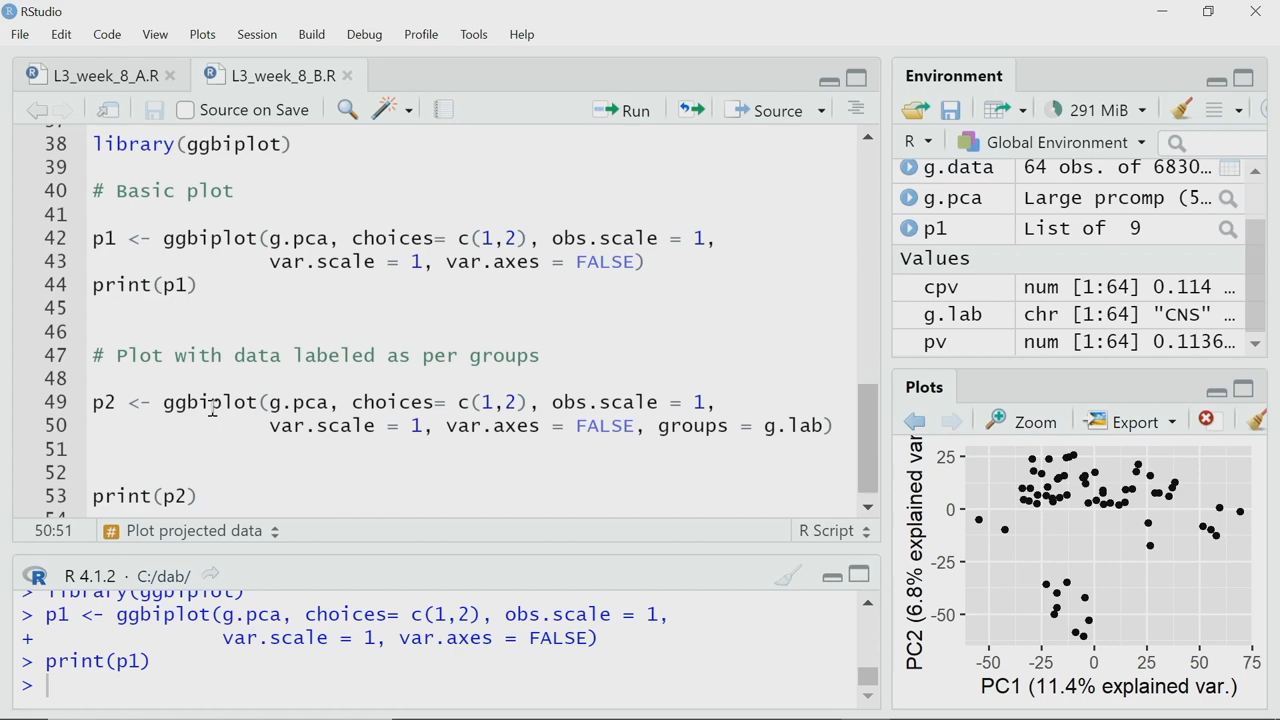 RStudio
File Edit Code View Plots Session Build Debug Profile Tools Help
L3_week_8_A.R L3_week_8_B.R
Source on Save Run Source
38 library(ggbiplot)
39
40 # Basic plot
41
42 p1 <- ggbiplot(g.pca, choices= c(1,2), obs.scale = 1,
43 var.scale = 1, var.axes = FALSE)
44 print(p1)
45
46
47 # Plot with data labeled as per groups
48
49 p2 <- ggbiplot(g.pca, choices= c(1,2), obs.scale = 1,
50 var.scale = 1, var.axes = FALSE, groups = g.lab)
51
52
53 print(p2)
50:51 Plot projected data R Script
R 4.1.2 · C:/dab/
> library(ggbiplot)
> p1 <- ggbiplot(g.pca, choices= c(1,2), obs.scale = 1,
+ var.scale = 1, var.axes = FALSE)
> print(p1)
>
Environment
291 MiB
R Global Environment
g.data 64 obs. of 6830...
g.pca Large prcomp (5...
p1 List of 9
Values
cpv num [1:64] 0.114 ...
g.lab chr [1:64] "CNS" ...
pv num [1:64] 0.1136...
Plots
Zoom Export
PC2 (6.8% explained var
25
0
-25
-50
-50 -25 0 25 50 75
PC1 (11.4% explained var.)